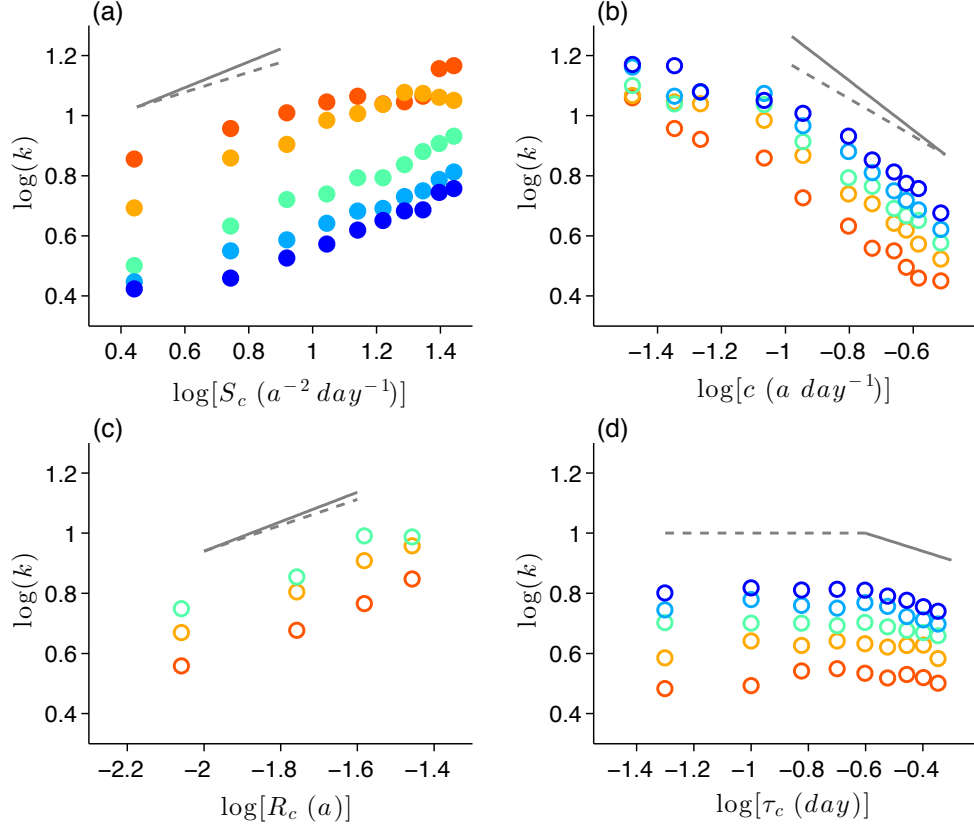 (a)
1.2
1
0.8
0.6
0.4
log(k)
0.4 0.6 0.8 1 1.2 1.4
log[S_c (a^{-2} day^{-1})]
(b)
1.2
1
0.8
0.6
0.4
log(k)
−1.4 −1.2 −1 −0.8 −0.6
log[c (a day^{-1})]
(c)
1.2
1
0.8
0.6
0.4
log(k)
−2.2 −2 −1.8 −1.6 −1.4
log[R_c (a)]
(d)
1.2
1
0.8
0.6
0.4
log(k)
−1.4 −1.2 −1 −0.8 −0.6 −0.4
log[τ_c (day)]